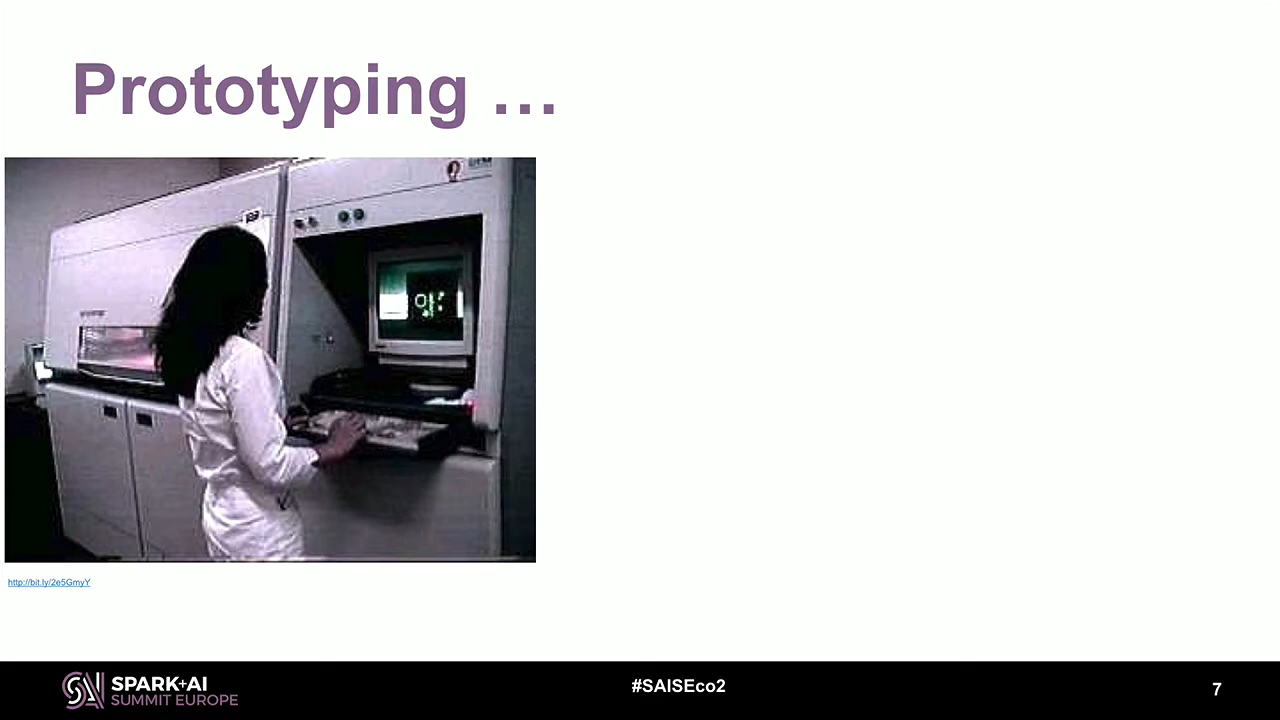 Prototyping …
http://bit.ly/2e5GmyY
SPARK+AI
SUMMIT EUROPE
#SAISEco2
7